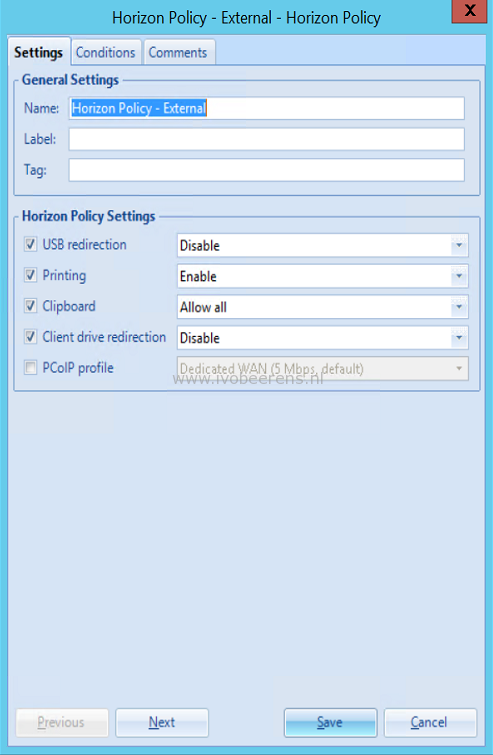 Horizon Policy - External - Horizon Policy
X
Settings Conditions Comments
General Settings
Name: Horizon Policy - External
Label:
Tag:
Horizon Policy Settings
USB redirection Disable
Printing Enable
Clipboard Allow all
Client drive redirection Disable
PCoIP profile Dedicated WAN (5 Mbps, default)
www.ivobeerens.nl
Previous Next Save Cancel